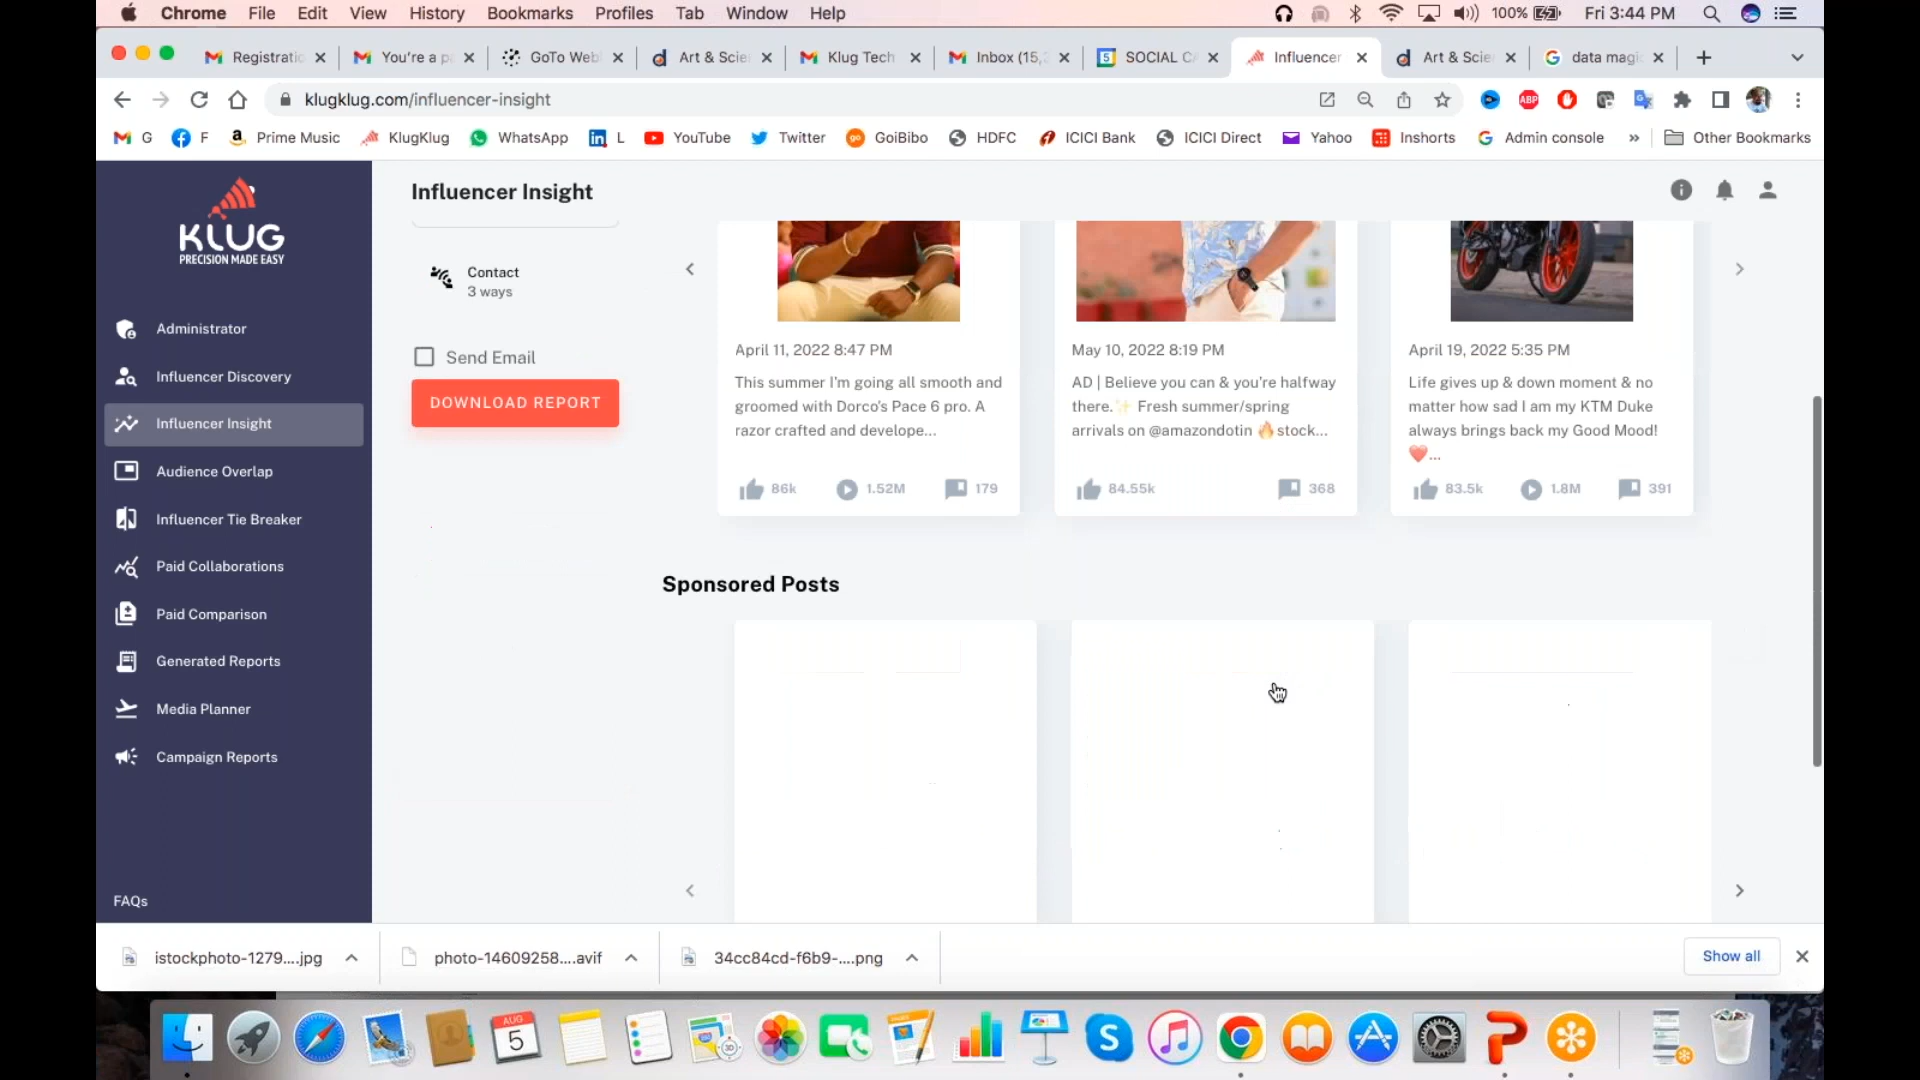 Chrome File Edit View History Bookmarks Profiles Tab Window Help 100% Fri 3:44 PM
Registratio You're a pa GoTo Web Art & Scie Klug Tech Inbox (15, SOCIAL CA Influencer Art & Scie data magi
klugklug.com/influencer-insight ABP
G F Prime Music KlugKlug WhatsApp L YouTube Twitter GoiBibo HDFC ICICI Bank ICICI Direct Yahoo Inshorts Admin console » Other Bookmarks
KLUG
PRECISION MADE EASY
Administrator
Influencer Discovery
Influencer Insight
Audience Overlap
Influencer Tie Breaker
Paid Collaborations
Paid Comparison
Generated Reports
Media Planner
Campaign Reports
FAQs
Influencer Insight
Contact
3 ways
Send Email
DOWNLOAD REPORT
April 11, 2022 8:47 PM
This summer I'm going all smooth and
groomed with Dorco's Pace 6 pro. A
razor crafted and develope...
86k 1.52M 179
May 10, 2022 8:19 PM
AD | Believe you can & you're halfway
there.✨ Fresh summer/spring
arrivals on @amazondotin 🔥stock...
84.55k 368
April 19, 2022 5:35 PM
Life gives up & down moment & no
matter how sad I am my KTM Duke
always brings back my Good Mood!
❤️...
83.5k 1.8M 391
Sponsored Posts
istockphoto-1279....jpg photo-14609258....avif 34cc84cd-f6b9-....png Show all
AUG
5